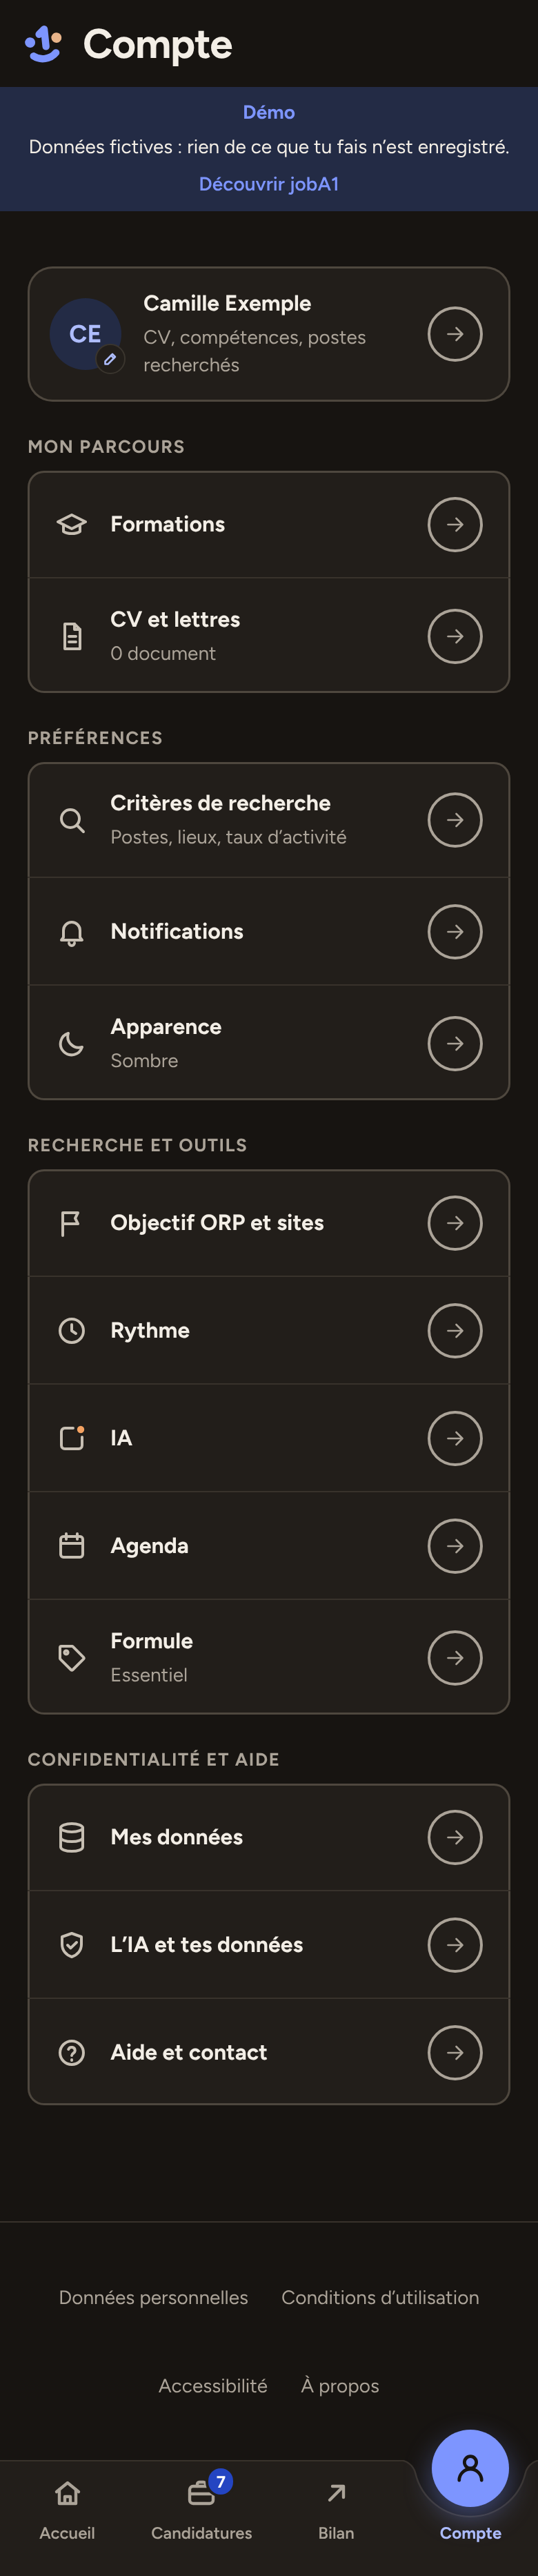 Compte
Démo
Données fictives : rien de ce que tu fais n’est enregistré.
Découvrir jobA1
CE
Camille Exemple
CV, compétences, postes
recherchés
MON PARCOURS
Formations
CV et lettres
0 document
PRÉFÉRENCES
Critères de recherche
Postes, lieux, taux d’activité
Notifications
Apparence
Sombre
RECHERCHE ET OUTILS
Objectif ORP et sites
Rythme
IA
Agenda
Formule
Essentiel
CONFIDENTIALITÉ ET AIDE
Mes données
L’IA et tes données
Aide et contact
Données personnelles Conditions d’utilisation
Accessibilité À propos
7
Accueil Candidatures Bilan Compte